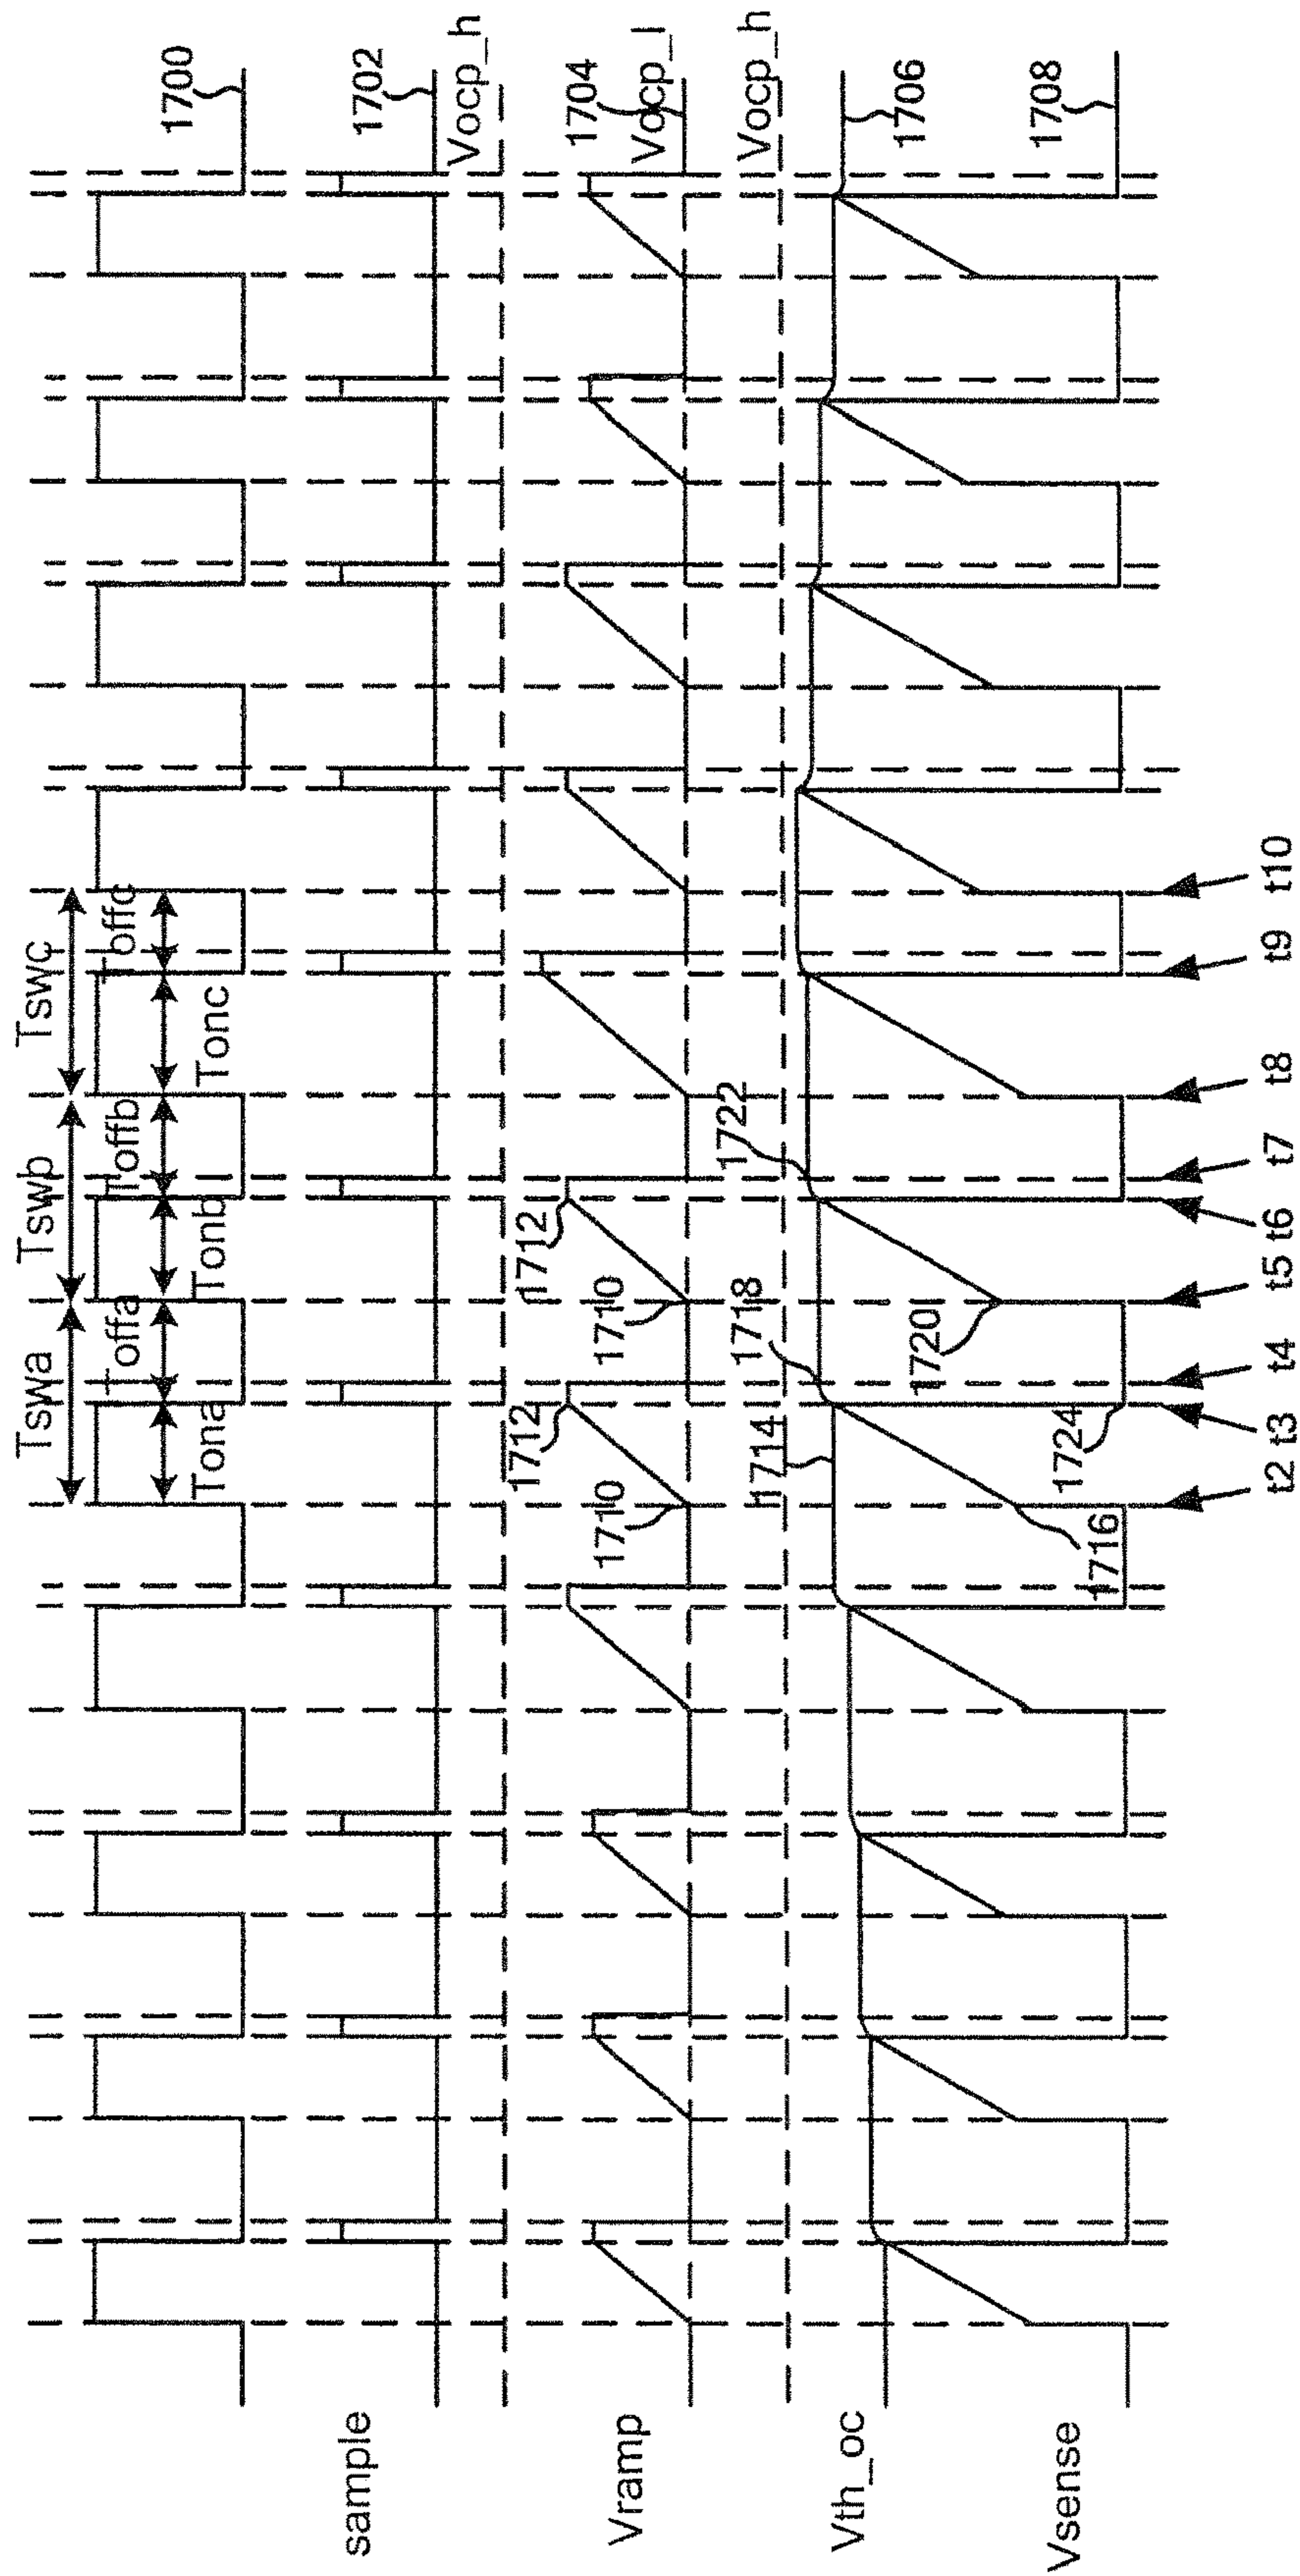 Tswa
Tswb
Tswc
Tona
Toffa
Tonb
Toffb
Tonc
Toffc
1700
sample
1702
Vocp_h
Vramp
1710
1712
1710
1712
1704
Vocp_l
Vocp_h
Vth_oc
1714
1718
1722
1706
Vsense
1716
1724
1720
1708
t2
t3
t4
t5
t6
t7
t8
t9
t10